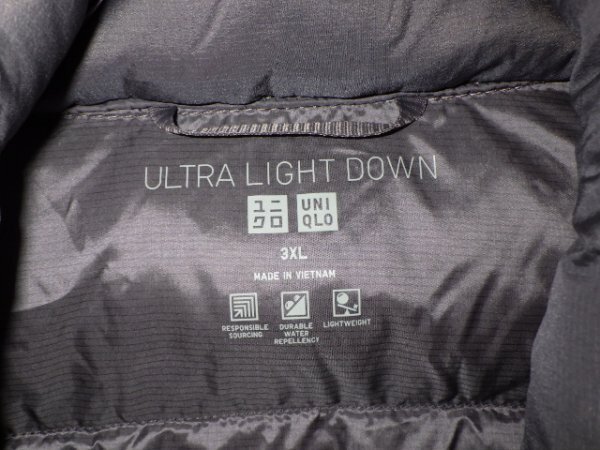 ULTRA LIGHT DOWN
ユニ UNI
クロ QLO
3XL
MADE IN VIETNAM
RESPONSIBLE DURABLE LIGHTWEIGHT
SOURCING WATER
REPELLENCY